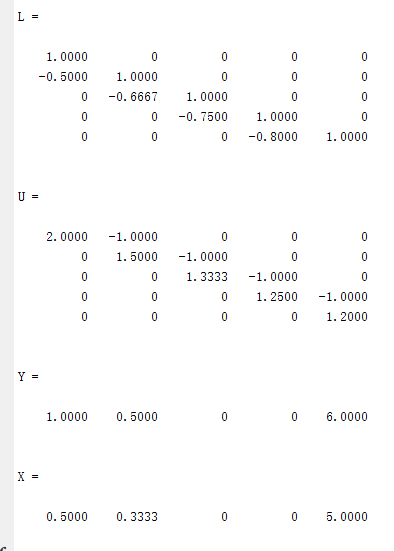 L =
1.0000 0 0 0 0
-0.5000 1.0000 0 0 0
0 -0.6667 1.0000 0 0
0 0 -0.7500 1.0000 0
0 0 0 -0.8000 1.0000
U =
2.0000 -1.0000 0 0 0
0 1.5000 -1.0000 0 0
0 0 1.3333 -1.0000 0
0 0 0 1.2500 -1.0000
0 0 0 0 1.2000
Y =
1.0000 0.5000 0 0 6.0000
X =
0.5000 0.3333 0 0 5.0000